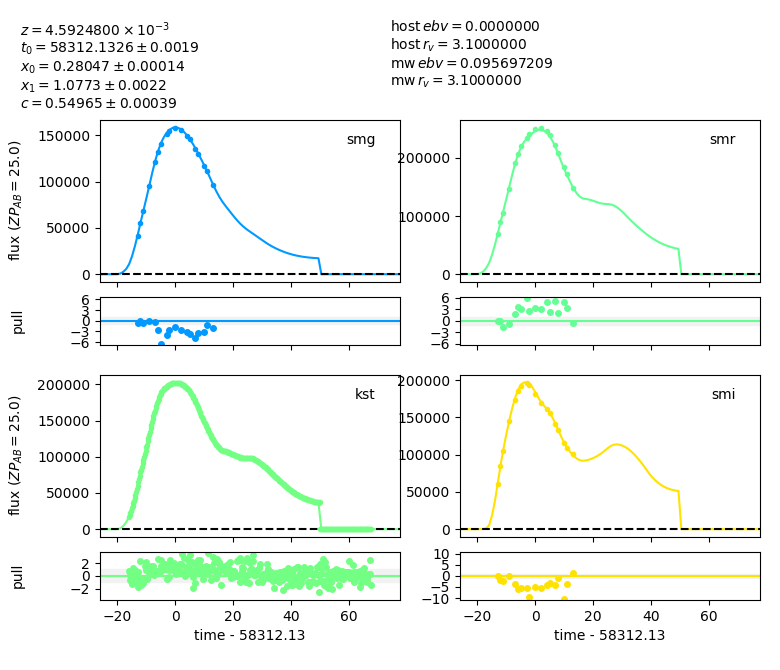 z = 4.5924800 × 10⁻³
t₀ = 58312.1326 ± 0.0019
x₀ = 0.28047 ± 0.00014
x₁ = 1.0773 ± 0.0022
c = 0.54965 ± 0.00039
host ebv = 0.0000000
host r_v = 3.1000000
mw ebv = 0.095697209
mw r_v = 3.1000000
flux (ZP_AB = 25.0)
150000
100000
50000
0
smg
200000
100000
0
smr
pull
6
3
0
−3
−6
6
3
0
−3
−6
flux (ZP_AB = 25.0)
200000
150000
100000
50000
0
kst
200000
150000
100000
50000
0
smi
pull
2
0
−2
10
5
0
−5
−10
−20 0 20 40 60
−20 0 20 40 60
time - 58312.13
time - 58312.13